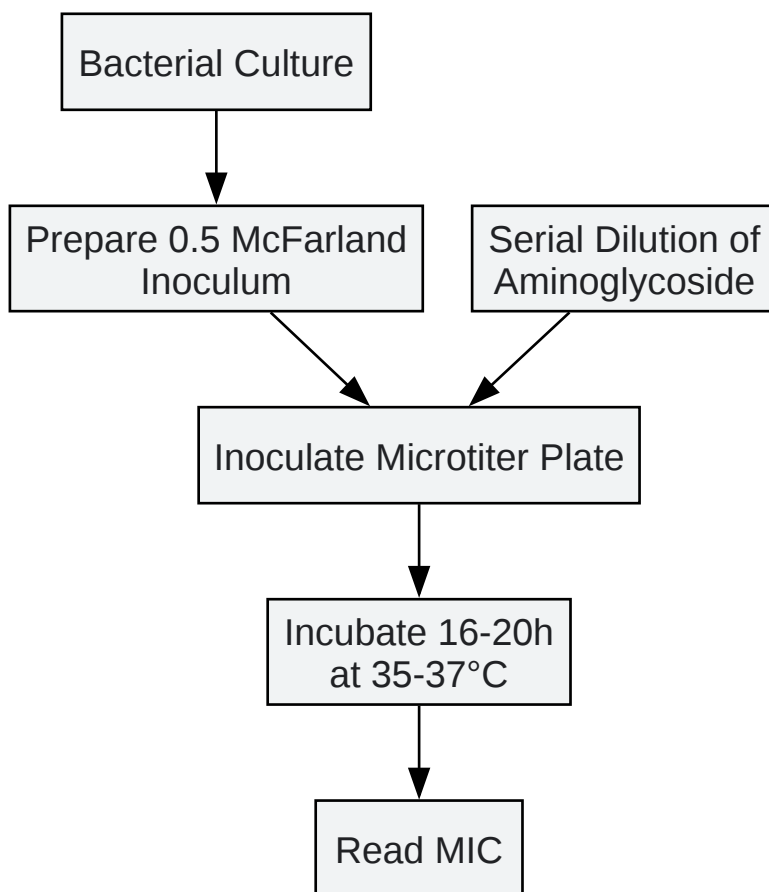 Bacterial Culture
Prepare 0.5 McFarland
Inoculum
Serial Dilution of
Aminoglycoside
Inoculate Microtiter Plate
Incubate 16-20h
at 35-37°C
Read MIC